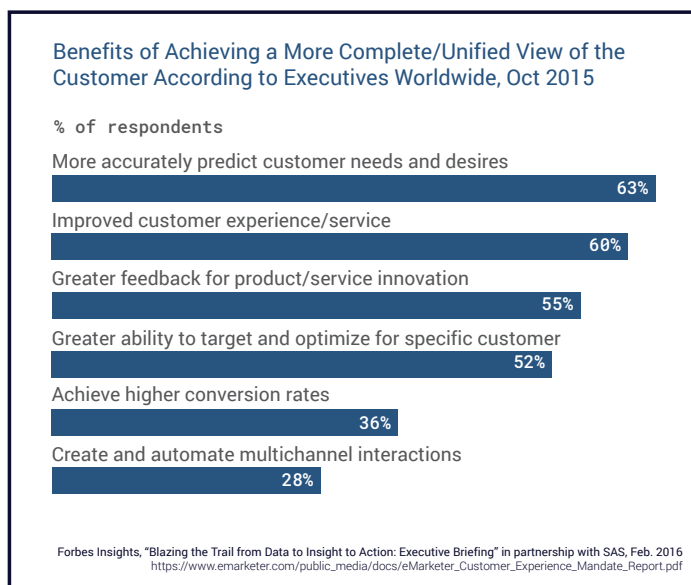 Benefits of Achieving a More Complete/Unified View of the
Customer According to Executives Worldwide, Oct 2015
% of respondents
More accurately predict customer needs and desires
63%
Improved customer experience/service
60%
Greater feedback for product/service innovation
55%
Greater ability to target and optimize for specific customer
52%
Achieve higher conversion rates
36%
Create and automate multichannel interactions
28%
Forbes Insights, “Blazing the Trail from Data to Insight to Action: Executive Briefing” in partnership with SAS, Feb. 2016
https://www.emarketer.com/public_media/docs/eMarketer_Customer_Experience_Mandate_Report.pdf